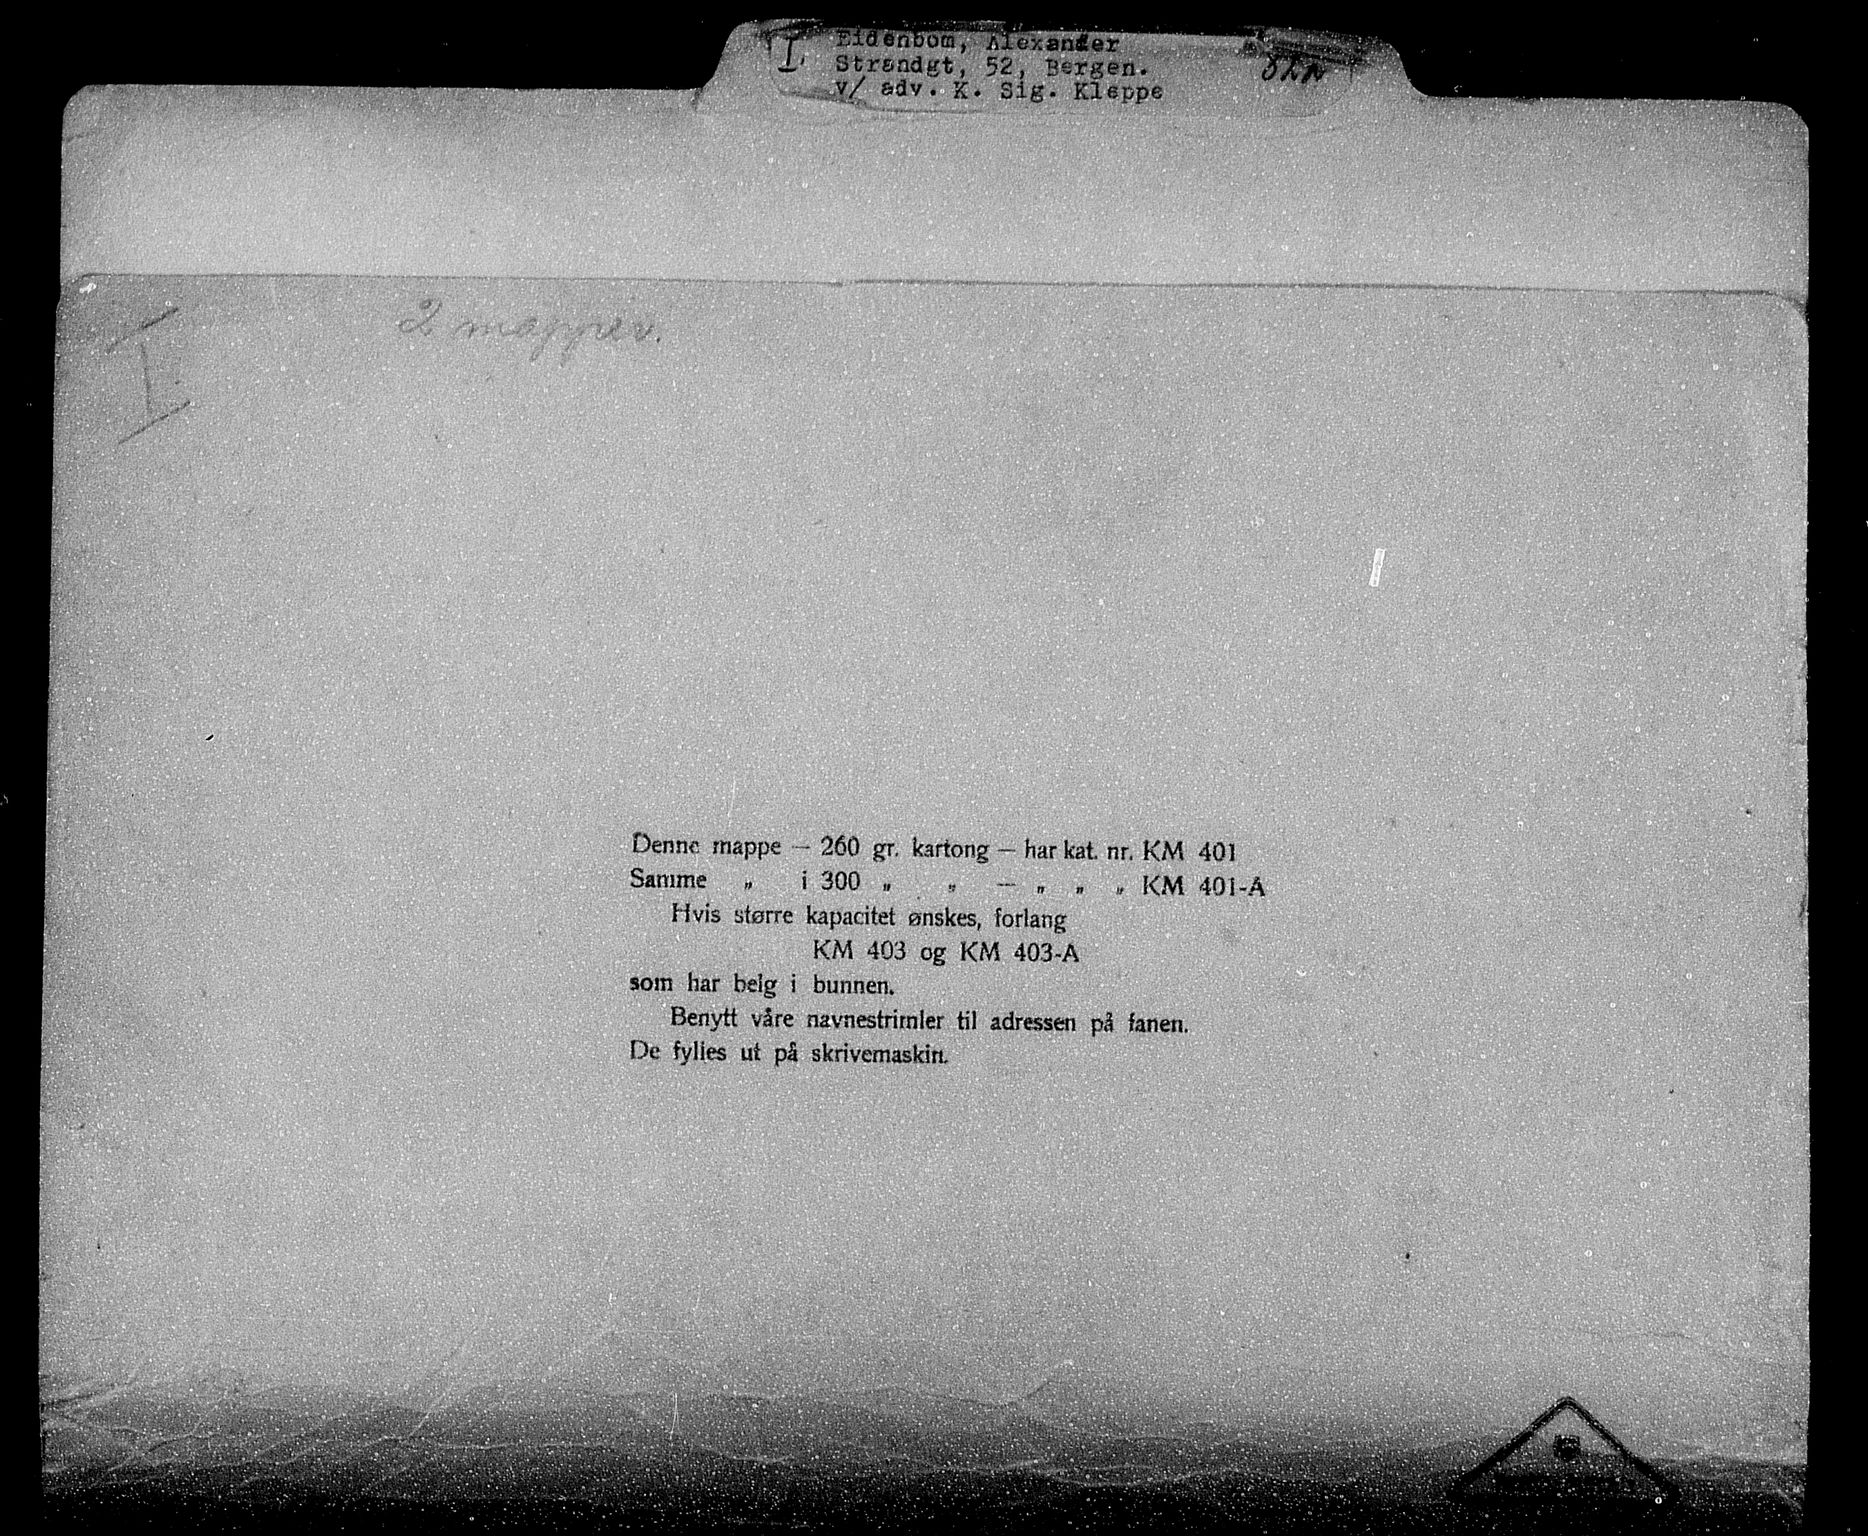 I. Eidenbom, Alexander
Strandgt, 52, Bergen.
v/ adv. K. Sig. Kleppe
I
2 mapper.
Denne mappe — 260 gr. kartong — har kat. nr. KM 401
Samme „ i 300 „ „ — „ „ „ KM 401-A
Hvis større kapacitet ønskes, forlang
KM 403 og KM 403-A
som har belg i bunnen.
Benytt våre navnestrimler til adressen på fanen.
De fylles ut på skrivemaskin.